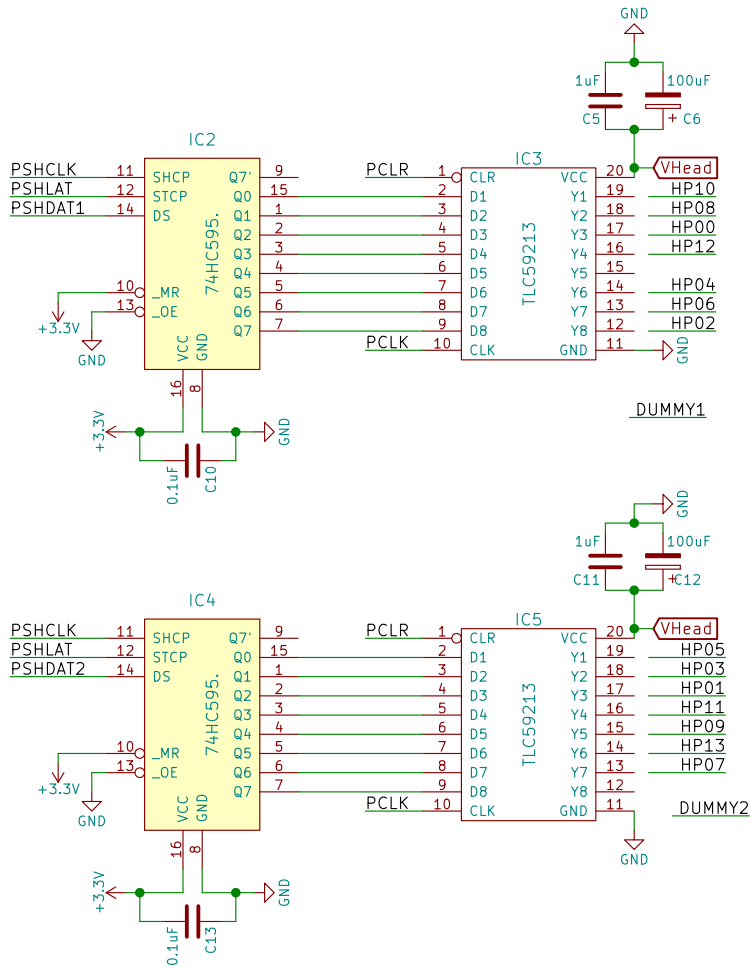 GND
1uF 100uF
C5 + C6
IC2
IC3
PSHCLK 11 SHCP Q7' 9
PCLR 1 CLR VCC 20 VHead
PSHLAT 12 STCP Q0 15
2 D1 Y1 19 HP10
PSHDAT1 14 DS Q1 1
3 D2 Y2 18 HP08
Q2 2
4 D3 Y3 17 HP00
Q3 3
5 D4 Y4 16 HP12
74HC595.
TLC59213
Q4 4
6 D5 Y5 15
10 _MR Q5 5
7 D6 Y6 14 HP04
+3.3V
13 _OE Q6 6
8 D7 Y7 13 HP06
Q7 7
9 D8 Y8 12 HP02
GND
PCLK 10 CLK GND 11 GND
VCC GND
16 8
DUMMY1
+3.3V GND
0.1uF C10
GND
1uF 100uF
C11 +C12
IC4
IC5
PSHCLK 11 SHCP Q7' 9
PCLR 1 CLR VCC 20 VHead
PSHLAT 12 STCP Q0 15
2 D1 Y1 19 HP05
PSHDAT2 14 DS Q1 1
3 D2 Y2 18 HP03
Q2 2
4 D3 Y3 17 HP01
Q3 3
5 D4 Y4 16 HP11
74HC595.
TLC59213
Q4 4
6 D5 Y5 15 HP09
10 _MR Q5 5
7 D6 Y6 14 HP13
+3.3V
13 _OE Q6 6
8 D7 Y7 13 HP07
Q7 7
9 D8 Y8 12
GND
PCLK 10 CLK GND 11
DUMMY2
VCC GND
16 8
GND
+3.3V GND
0.1uF C13